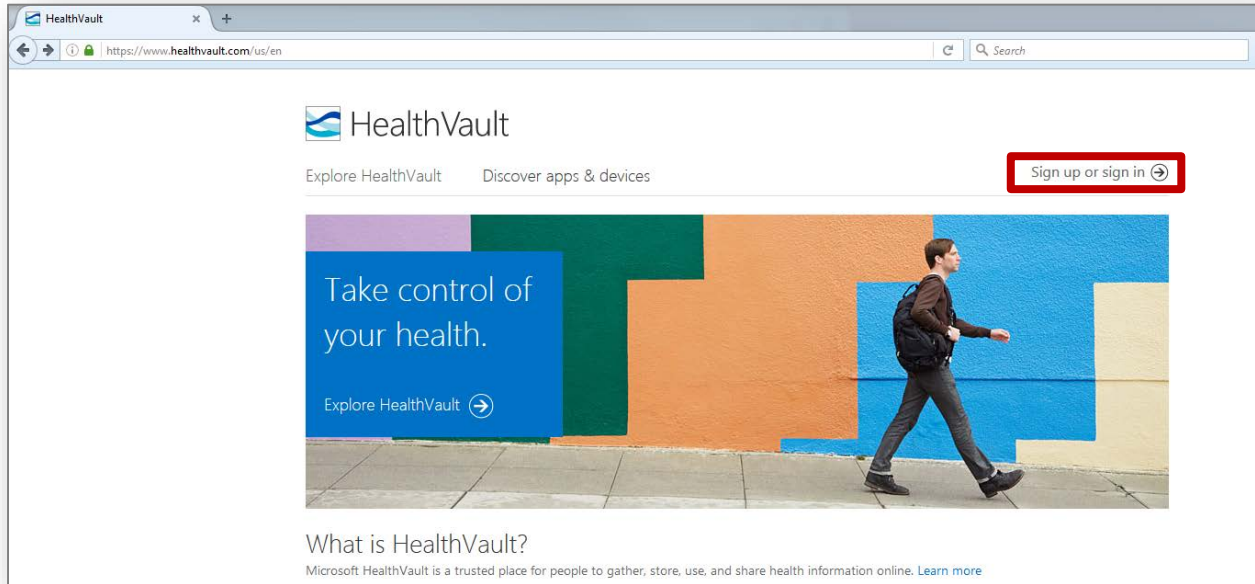 HealthVault
https://www.healthvault.com/us/en
Search
HealthVault
Explore HealthVault Discover apps & devices Sign up or sign in
Take control of
your health.
Explore HealthVault
What is HealthVault?
Microsoft HealthVault is a trusted place for people to gather, store, use, and share health information online. Learn more